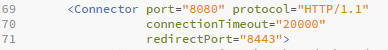 69 <Connector port="8080" protocol="HTTP/1.1"
70 connectionTimeout="20000"
71 redirectPort="8443">